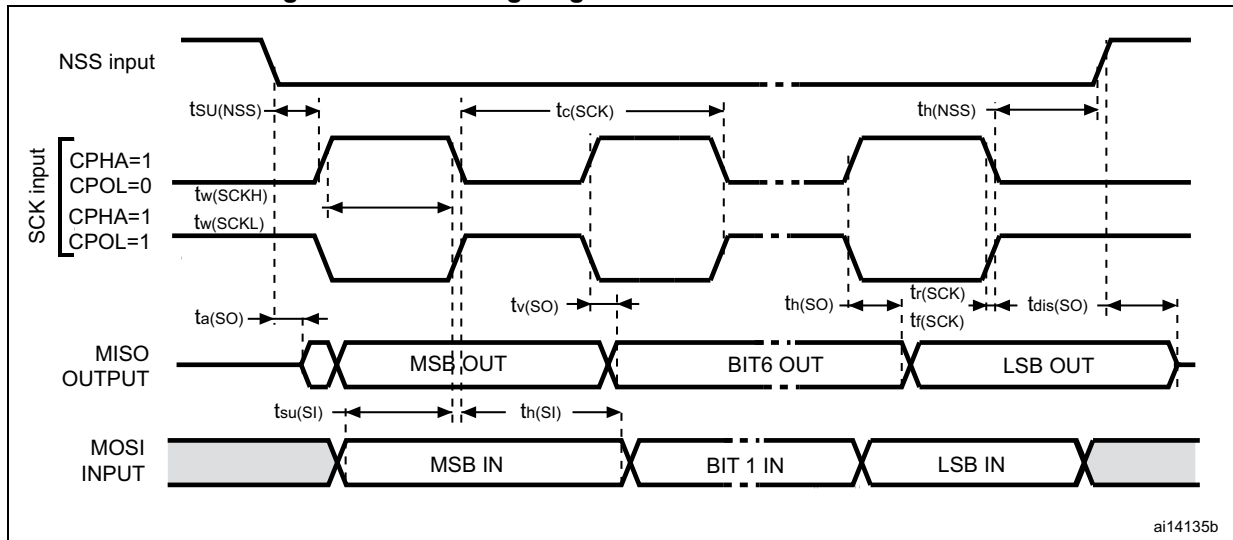 NSS input
tSU(NSS)
tc(SCK)
th(NSS)
SCK input
CPHA=1
CPOL=0
tw(SCKH)
CPHA=1
tw(SCKL)
CPOL=1
ta(SO)
tv(SO)
th(SO)
tr(SCK)
tf(SCK)
tdis(SO)
MISO
OUTPUT
MSB OUT
BIT6 OUT
LSB OUT
tsu(SI)
th(SI)
MOSI
INPUT
MSB IN
BIT 1 IN
LSB IN
ai14135b